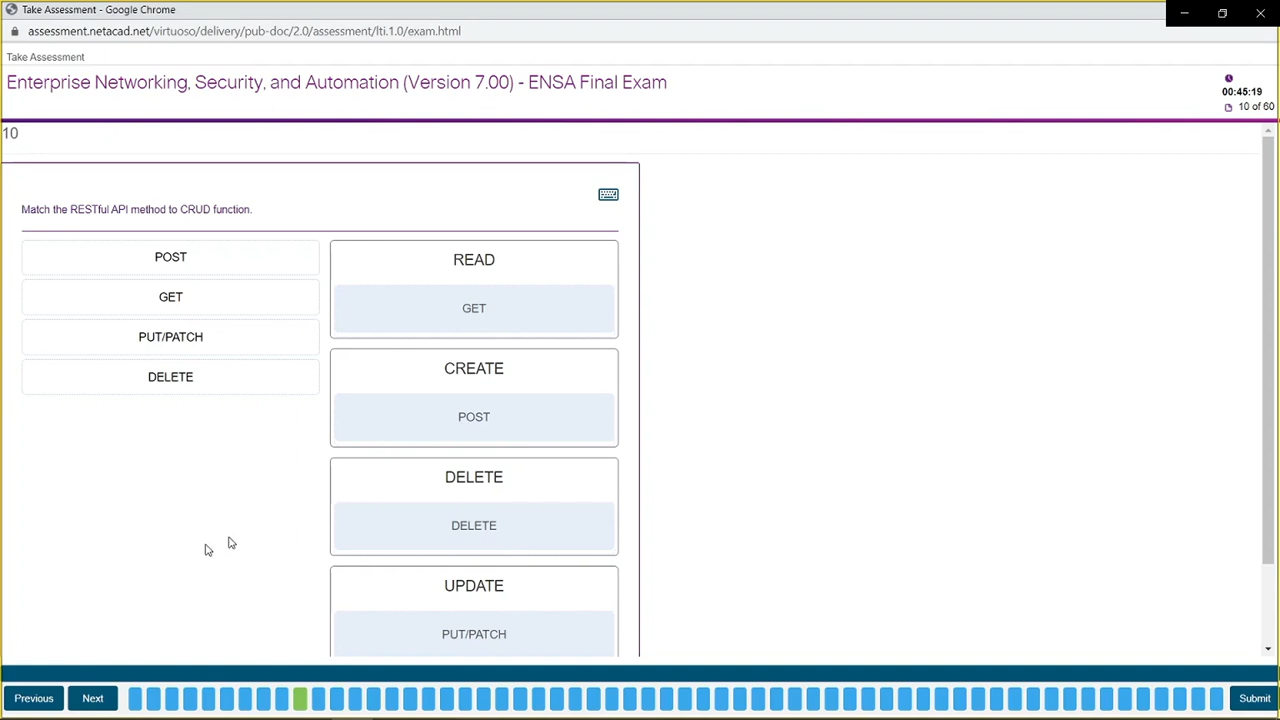 Take Assessment - Google Chrome
assessment.netacad.net/virtuoso/delivery/pub-doc/2.0/assessment/lti.1.0/exam.html
Take Assessment
Enterprise Networking, Security, and Automation (Version 7.00) - ENSA Final Exam
00:45:19
10 of 60
10
Match the RESTful API method to CRUD function.
POST
GET
PUT/PATCH
DELETE
READ
GET
CREATE
POST
DELETE
DELETE
UPDATE
PUT/PATCH
Previous
Next
Submit